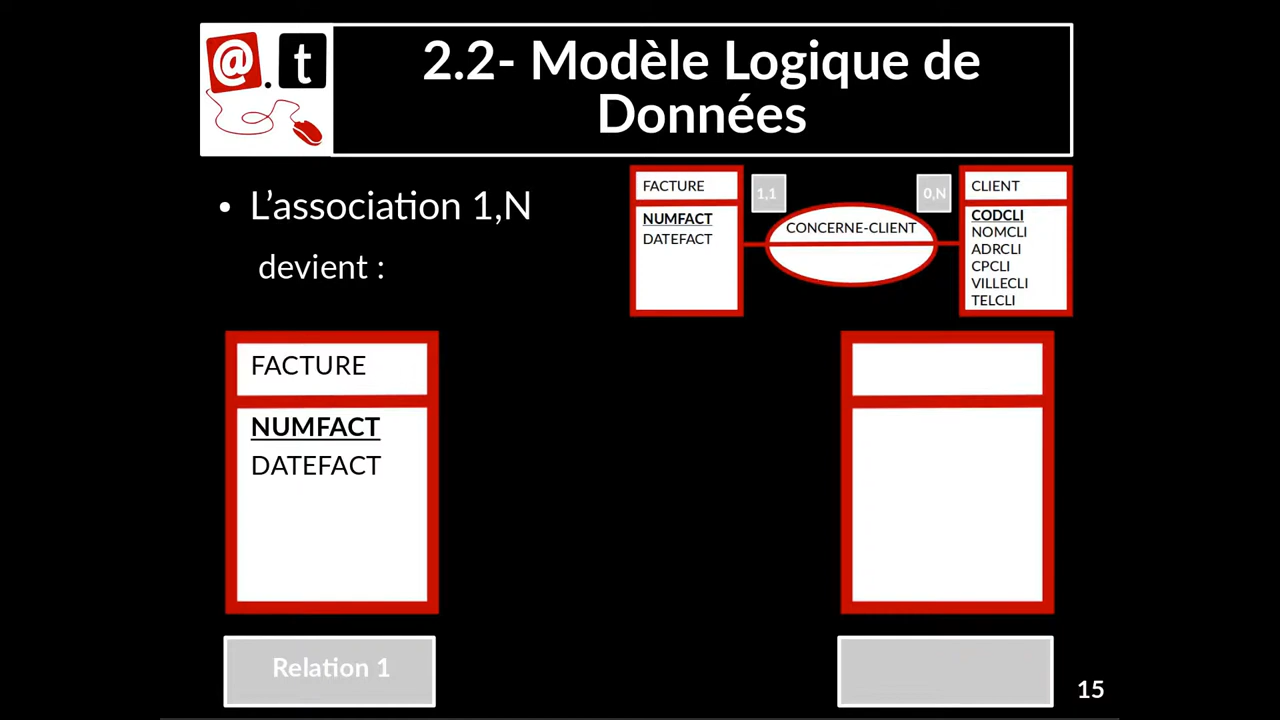 @.t
2.2- Modèle Logique de
Données
• L'association 1,N
devient :
FACTURE
NUMFACT
DATEFACT
1,1
CONCERNE-CLIENT
0,N
CLIENT
CODCLI
NOMCLI
ADRCLI
CPCLI
VILLECLI
TELCLI
FACTURE
NUMFACT
DATEFACT
Relation 1
15